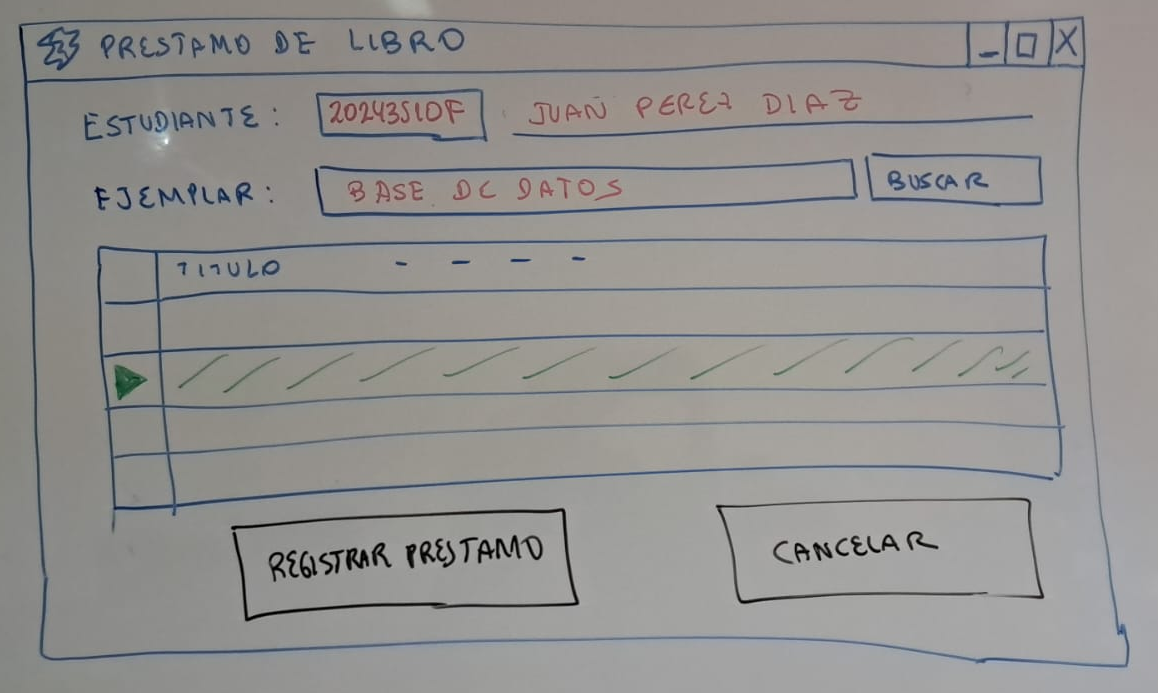 PRESTAMO DE LIBRO _ □ X
ESTUDIANTE: 20243510F JUAN PEREZ DIAZ
EJEMPLAR: BASE DE DATOS BUSCAR
TITULO - - - -
REGISTRAR PRESTAMO CANCELAR